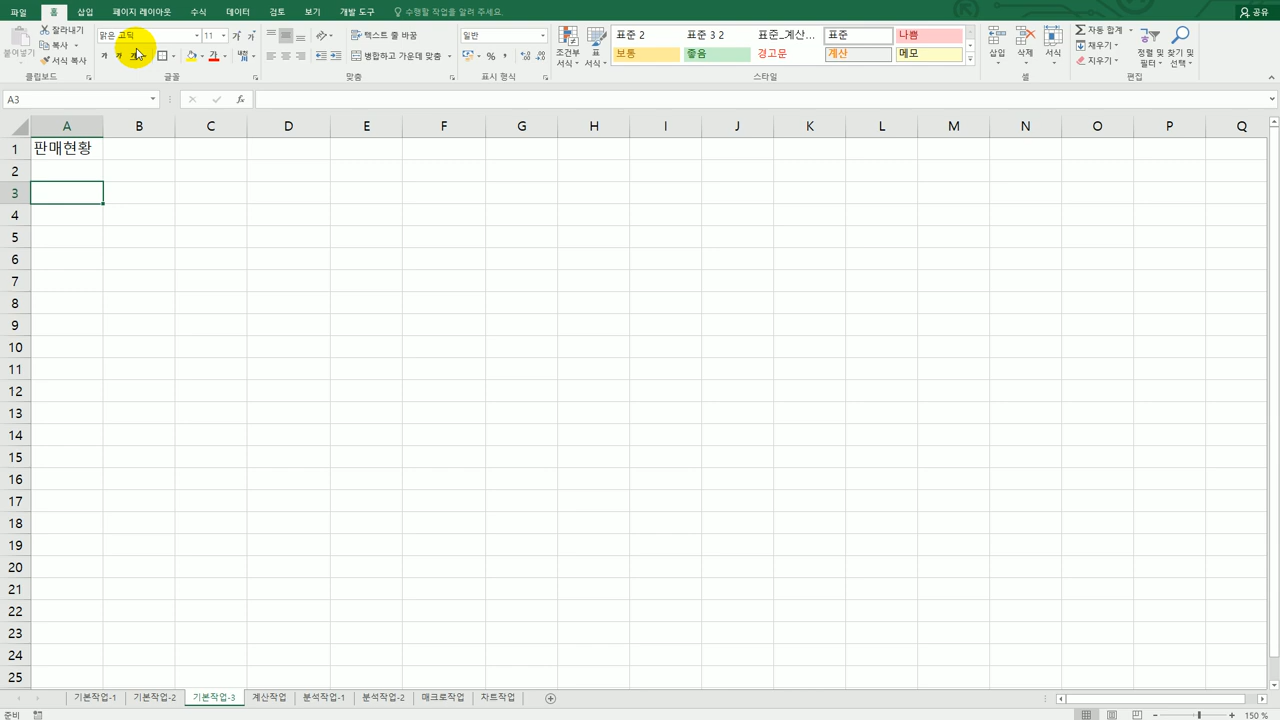 파일 홈 삽입 페이지 레이아웃 수식 데이터 검토 보기 개발 도구 수행할 작업을 알려 주세요. 공유
붙여넣기 잘라내기 복사 서식 복사 클립보드
맑은 고딕 11 가 가 가 가 글꼴
텍스트 줄 바꿈 병합하고 가운데 맞춤 맞춤
일반 % , 표시 형식
조건부 서식 표 서식
표준 2 표준 3 2 표준_계산... 표준 나쁨
보통 좋음 경고문 계산 메모
스타일
삽입 삭제 서식 셀
자동 합계 채우기 지우기 정렬 및 필터 찾기 및 선택 편집
A3 fx
A B C D E F G H I J K L M N O P Q
1 판매현황
2
3
4
5
6
7
8
9
10
11
12
13
14
15
16
17
18
19
20
21
22
23
24
25
기본작업-1 기본작업-2 기본작업-3 계산작업 분석작업-1 분석작업-2 매크로작업 차트작업
준비 150 %